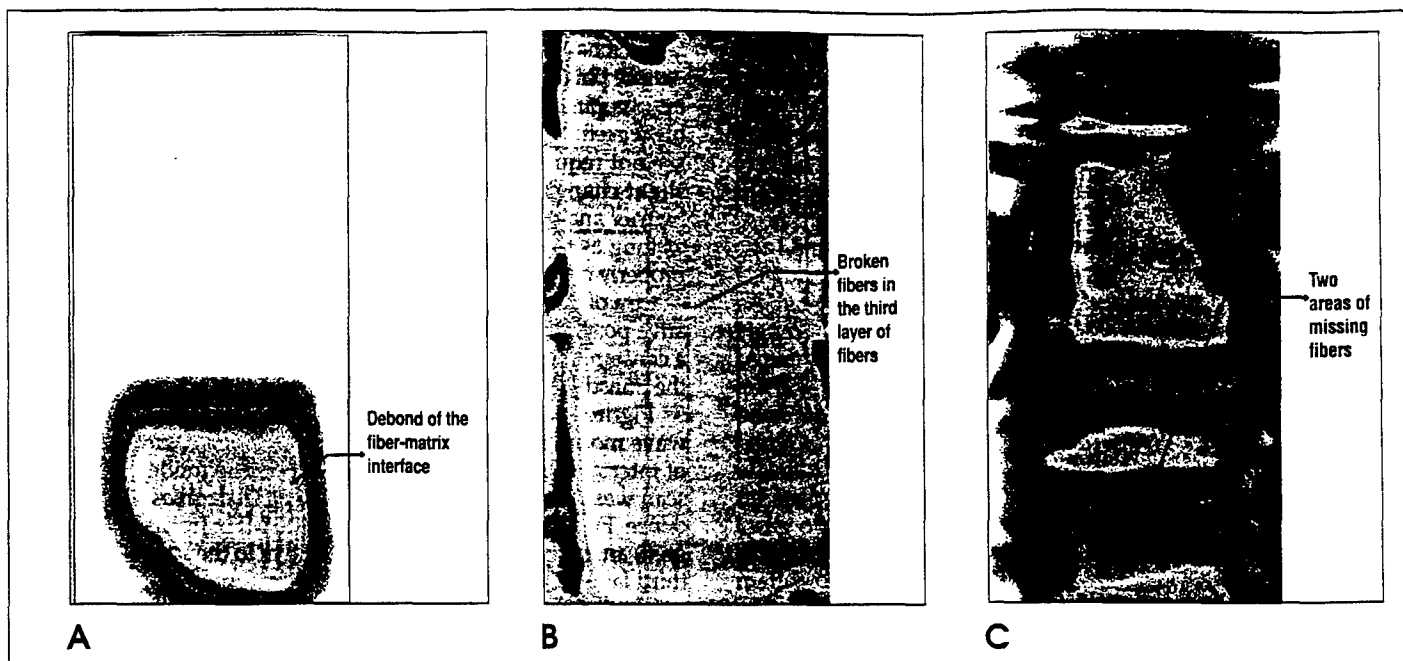 Debond of the
fiber-matrix
interface
A
Broken
fibers in
the third
layer of
fibers
B
Two
areas of
missing
fibers
C